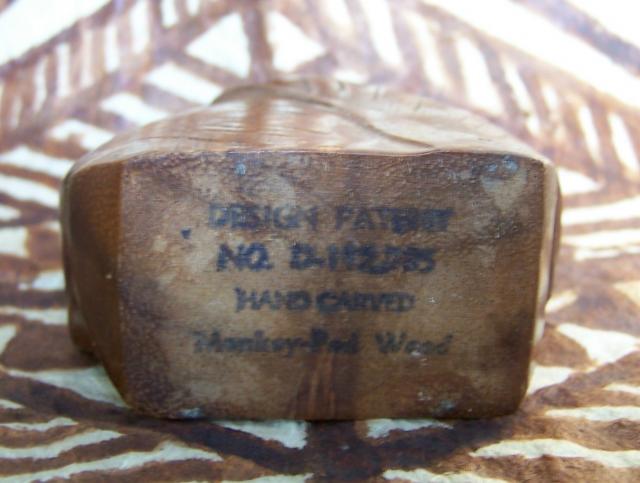 DESIGN PATENT
NO.
HAND CARVED
Monkey-Pod Wood